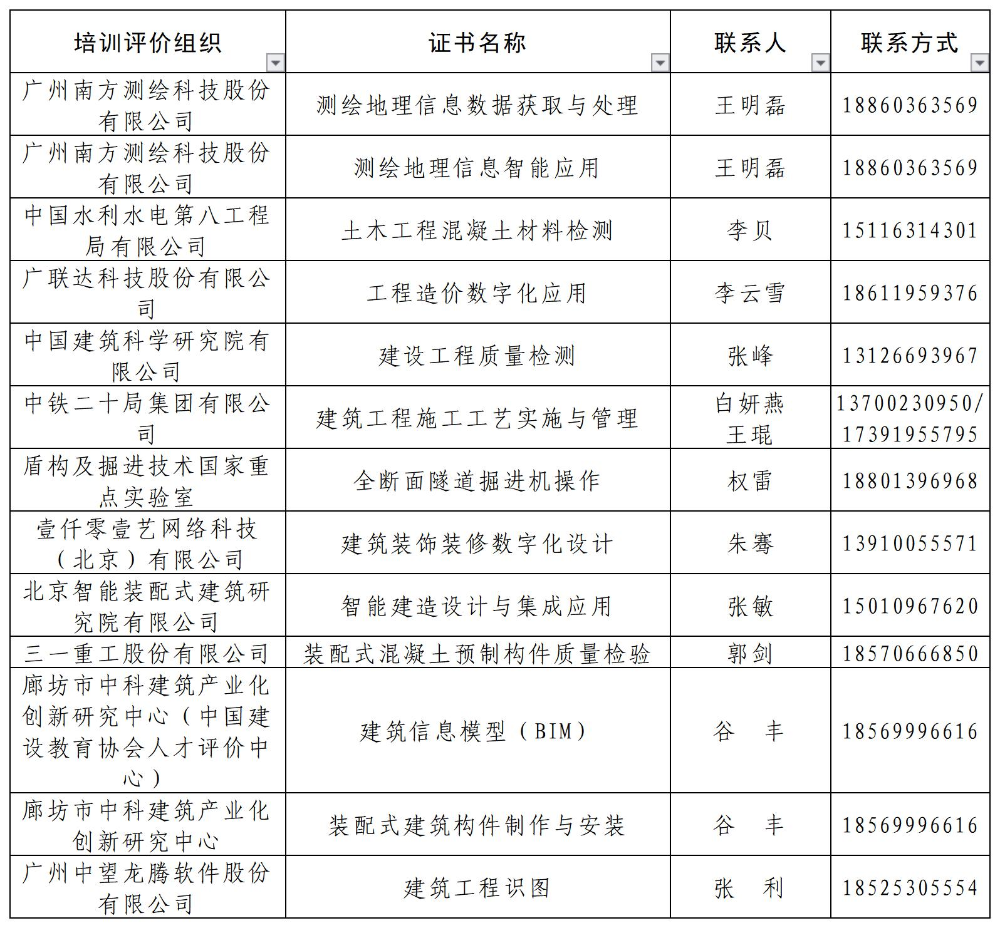 培训评价组织 证书名称 联系人 联系方式
广州南方测绘科技股份
有限公司
测绘地理信息数据获取与处理 王明磊 18860363569
广州南方测绘科技股份
有限公司
测绘地理信息智能应用 王明磊 18860363569
中国水利水电第八工程
局有限公司
土木工程混凝土材料检测 李贝 15116314301
广联达科技股份有限公
司
工程造价数字化应用 李云雪 18611959376
中国建筑科学研究院有
限公司
建设工程质量检测 张峰 13126693967
中铁二十局集团有限公
司
建筑工程施工工艺实施与管理
白妍燕
王琨
13700230950/
17391955795
盾构及掘进技术国家重
点实验室
全断面隧道掘进机操作 权雷 18801396968
壹仟零壹艺网络科技
（北京）有限公司
建筑装饰装修数字化设计 朱骞 13910055571
北京智能装配式建筑研
究院有限公司
智能建造设计与集成应用 张敏 15010967620
三一重工股份有限公司 装配式混凝土预制构件质量检验 郭剑 18570666850
廊坊市中科建筑产业化
创新研究中心（中国建
设教育协会人才评价中
心）
建筑信息模型（BIM） 谷　丰 18569996616
廊坊市中科建筑产业化
创新研究中心
装配式建筑构件制作与安装 谷　丰 18569996616
广州中望龙腾软件股份
有限公司
建筑工程识图 张　利 18525305554